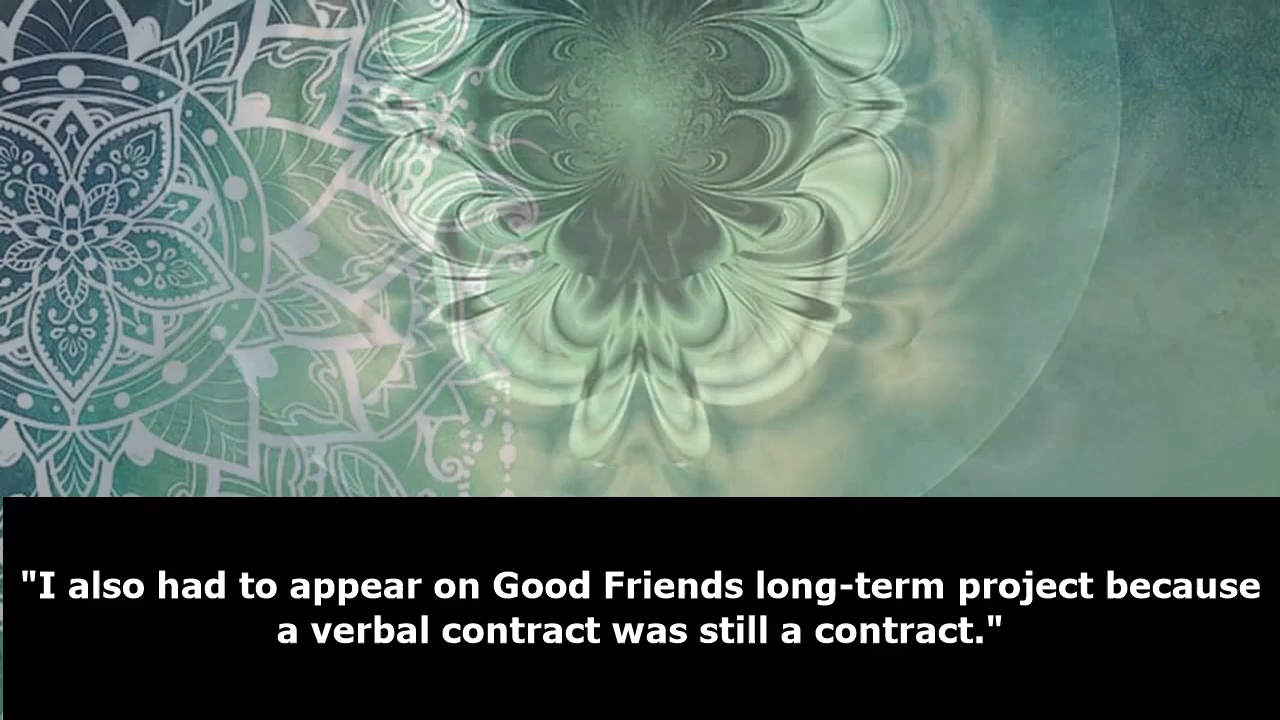 "I also had to appear on Good Friends long-term project because
a verbal contract was still a contract."